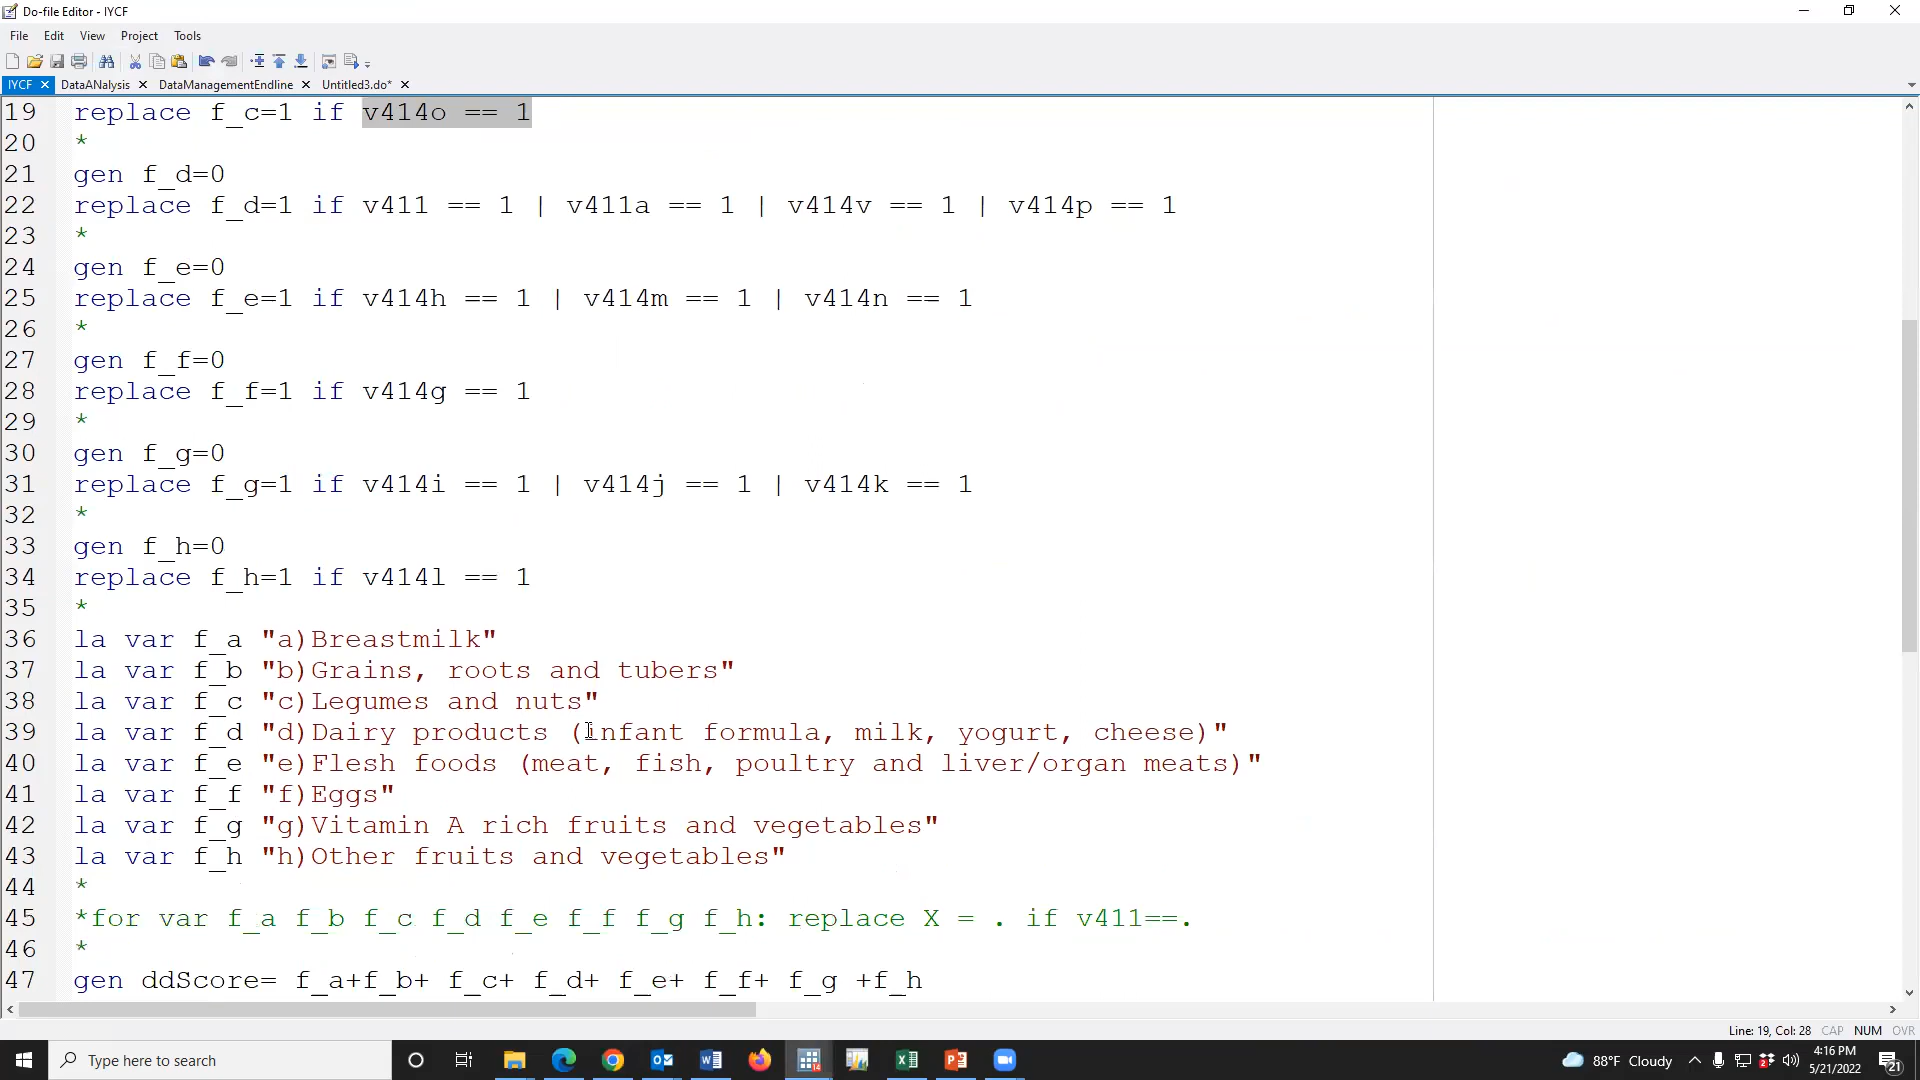 Do-file Editor - IYCF
File Edit View Project Tools
IYCF DataANalysis DataManagementEndline Untitled3.do*
19 replace f_c=1 if v414o == 1
20 *
21 gen f_d=0
22 replace f_d=1 if v411 == 1 | v411a == 1 | v414v == 1 | v414p == 1
23 *
24 gen f_e=0
25 replace f_e=1 if v414h == 1 | v414m == 1 | v414n == 1
26 *
27 gen f_f=0
28 replace f_f=1 if v414g == 1
29 *
30 gen f_g=0
31 replace f_g=1 if v414i == 1 | v414j == 1 | v414k == 1
32 *
33 gen f_h=0
34 replace f_h=1 if v414l == 1
35 *
36 la var f_a "a)Breastmilk"
37 la var f_b "b)Grains, roots and tubers"
38 la var f_c "c)Legumes and nuts"
39 la var f_d "d)Dairy products (infant formula, milk, yogurt, cheese)"
40 la var f_e "e)Flesh foods (meat, fish, poultry and liver/organ meats)"
41 la var f_f "f)Eggs"
42 la var f_g "g)Vitamin A rich fruits and vegetables"
43 la var f_h "h)Other fruits and vegetables"
44 *
45 *for var f_a f_b f_c f_d f_e f_f f_g f_h: replace X = . if v411==.
46 *
47 gen ddScore= f_a+f_b+ f_c+ f_d+ f_e+ f_f+ f_g +f_h
Line: 19, Col: 28 CAP NUM OVR
Type here to search
14
88°F Cloudy
4:16 PM
5/21/2022
21